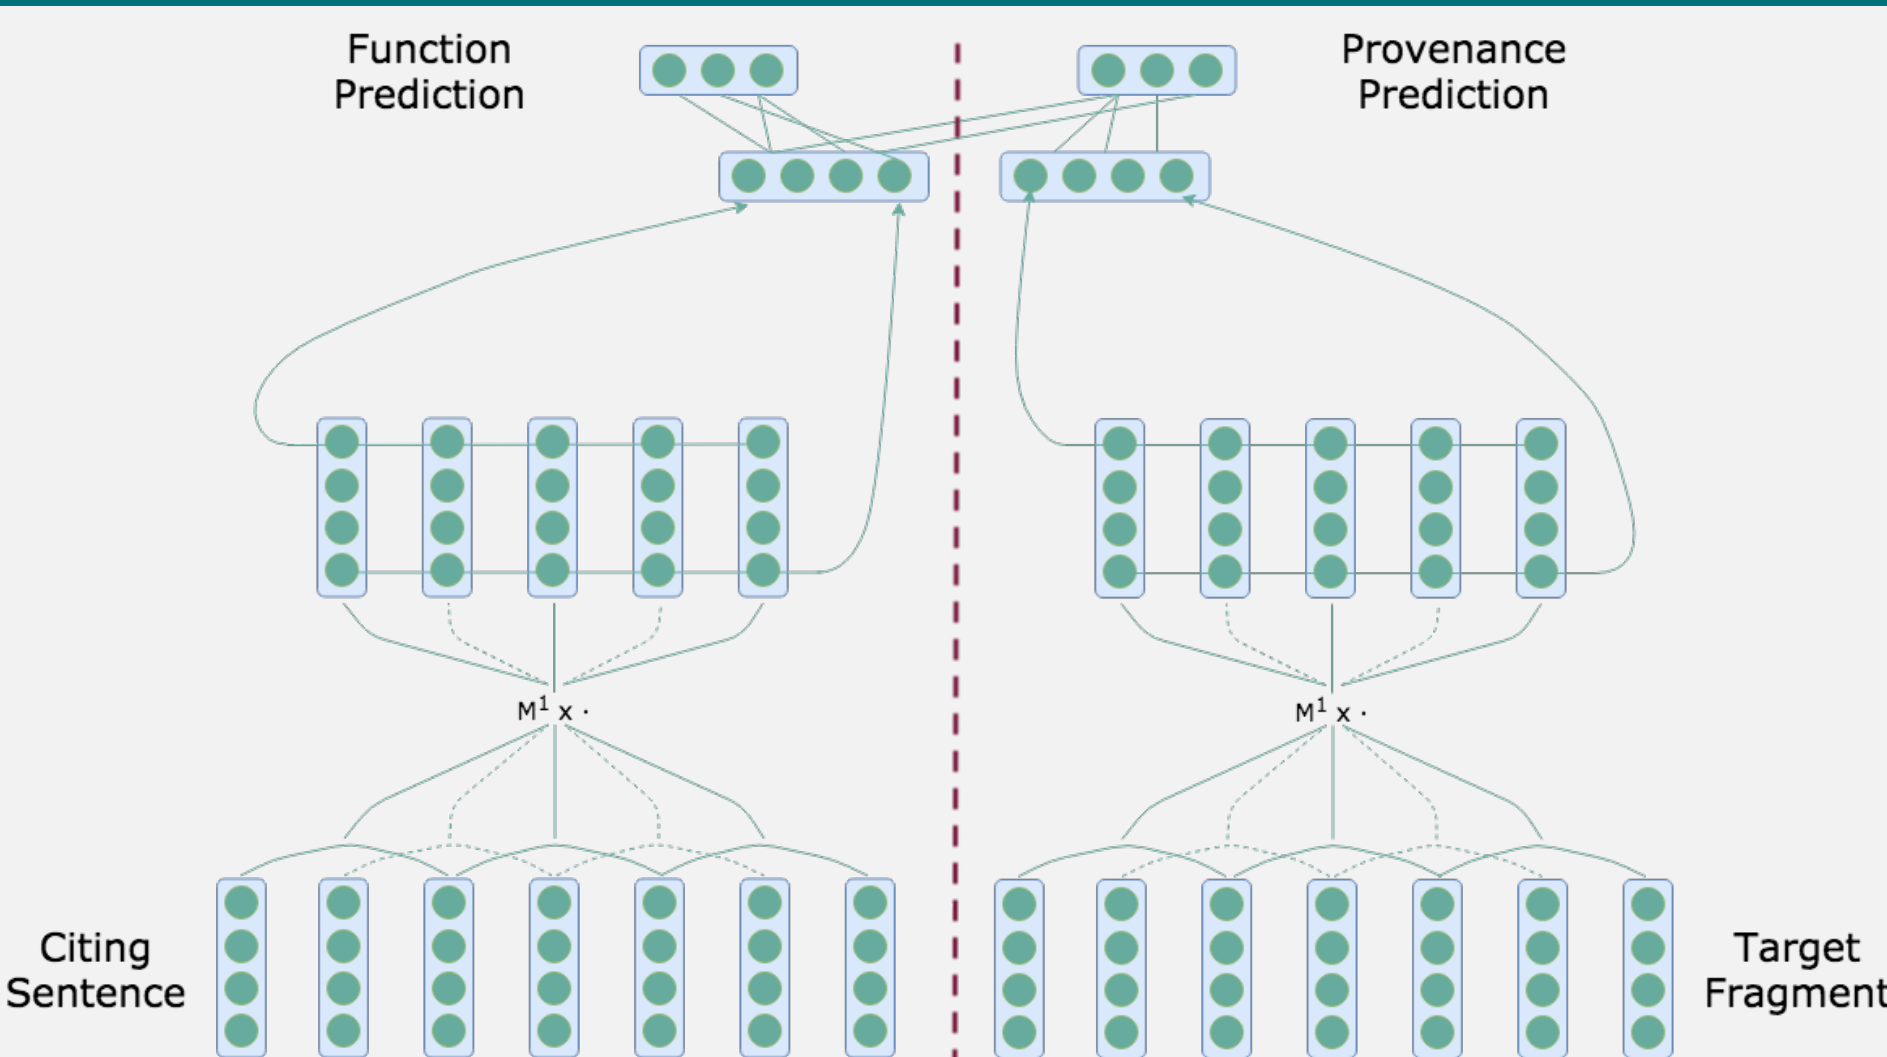 Function
Prediction
Provenance
Prediction
M¹ x ·
M¹ x ·
Citing
Sentence
Target
Fragment